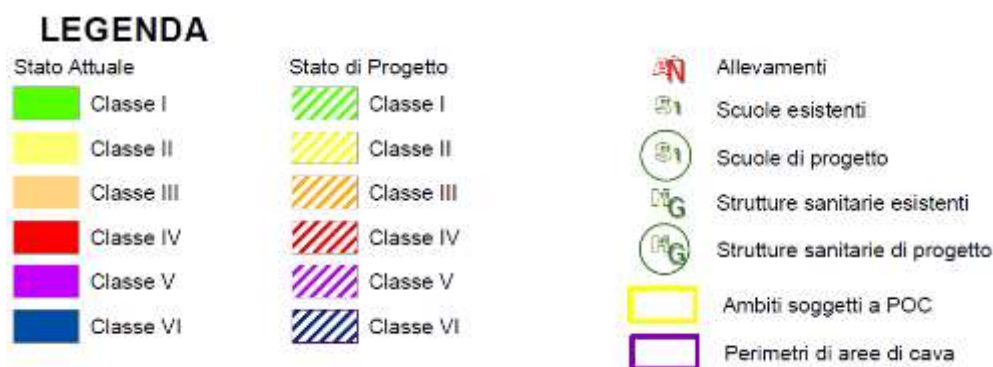 LEGENDA
Stato Attuale
Classe I
Classe II
Classe III
Classe IV
Classe V
Classe VI
Stato di Progetto
Classe I
Classe II
Classe III
Classe IV
Classe V
Classe VI
Allevamenti
S1 Scuole esistenti
S1 Scuole di progetto
Strutture sanitarie esistenti
Strutture sanitarie di progetto
Ambiti soggetti a POC
Perimetri di aree di cava